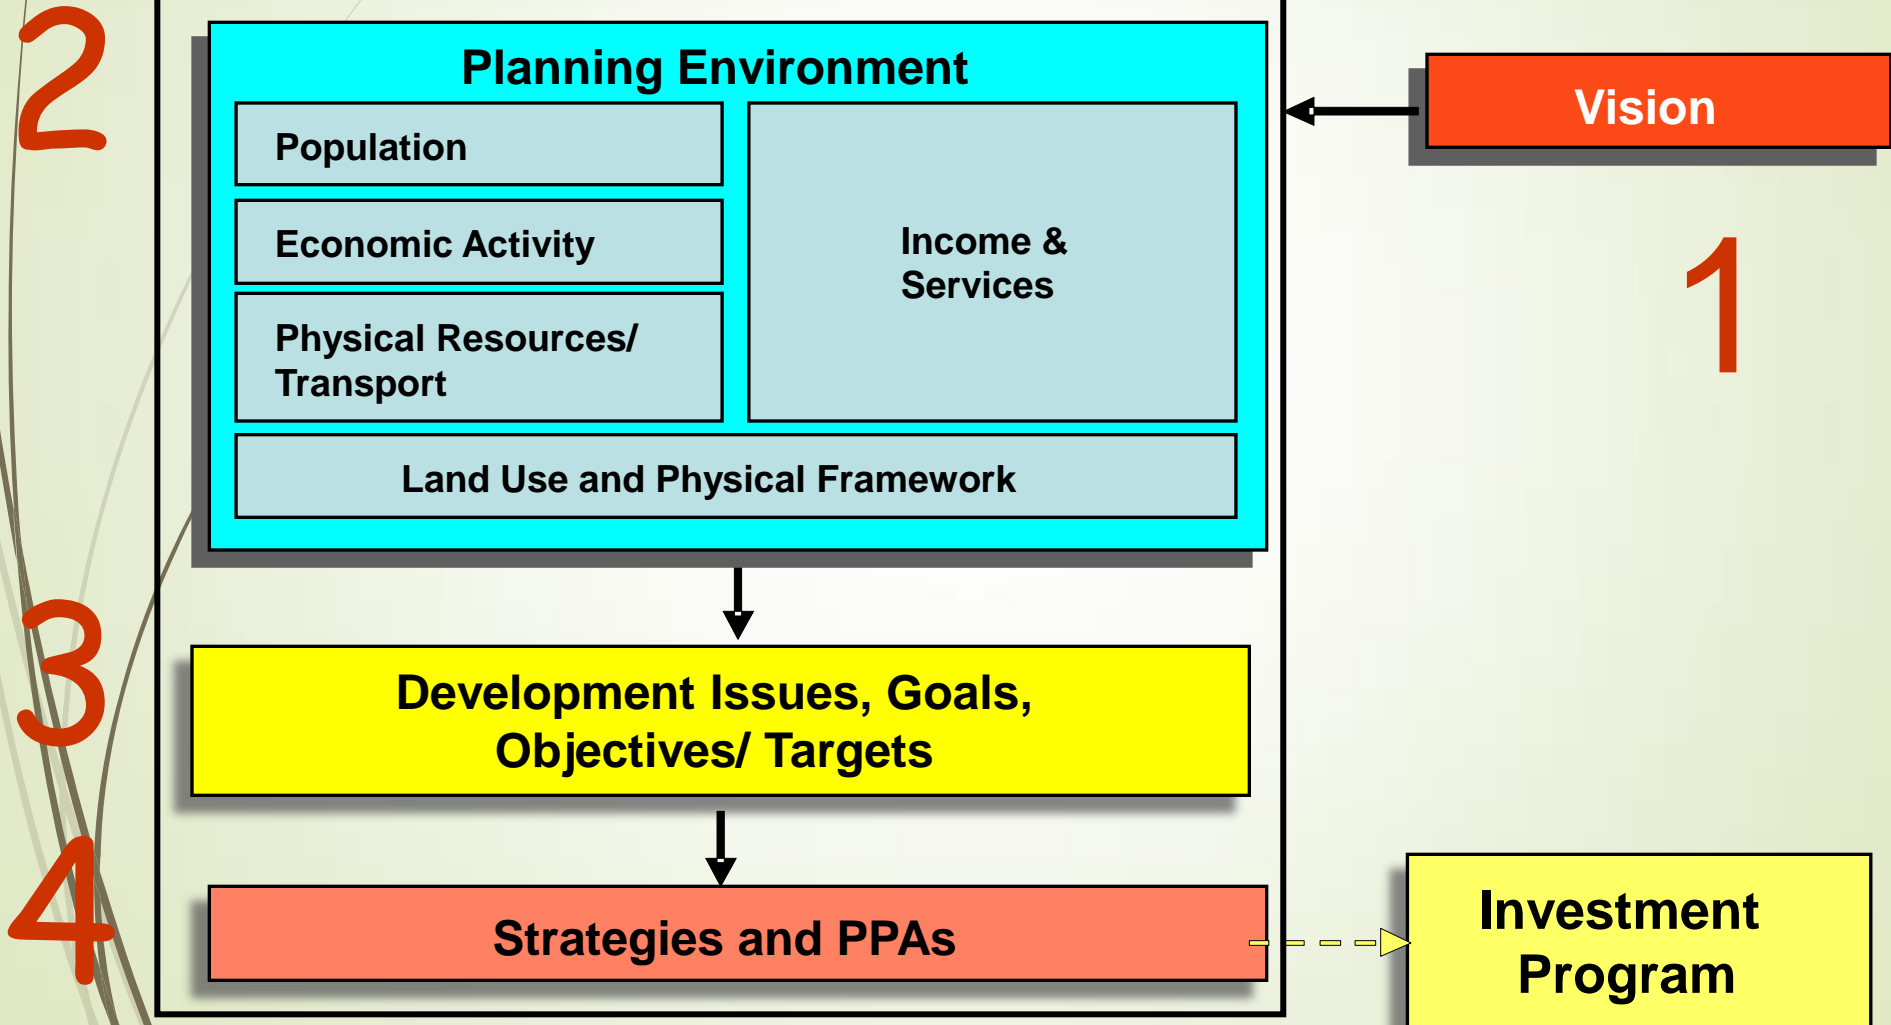 2
Planning Environment
Vision
Population
Economic Activity
Physical Resources/
Transport
Income &
Services
Land Use and Physical Framework
1
3
Development Issues, Goals,
Objectives/ Targets
4
Strategies and PPAs
Investment
Program